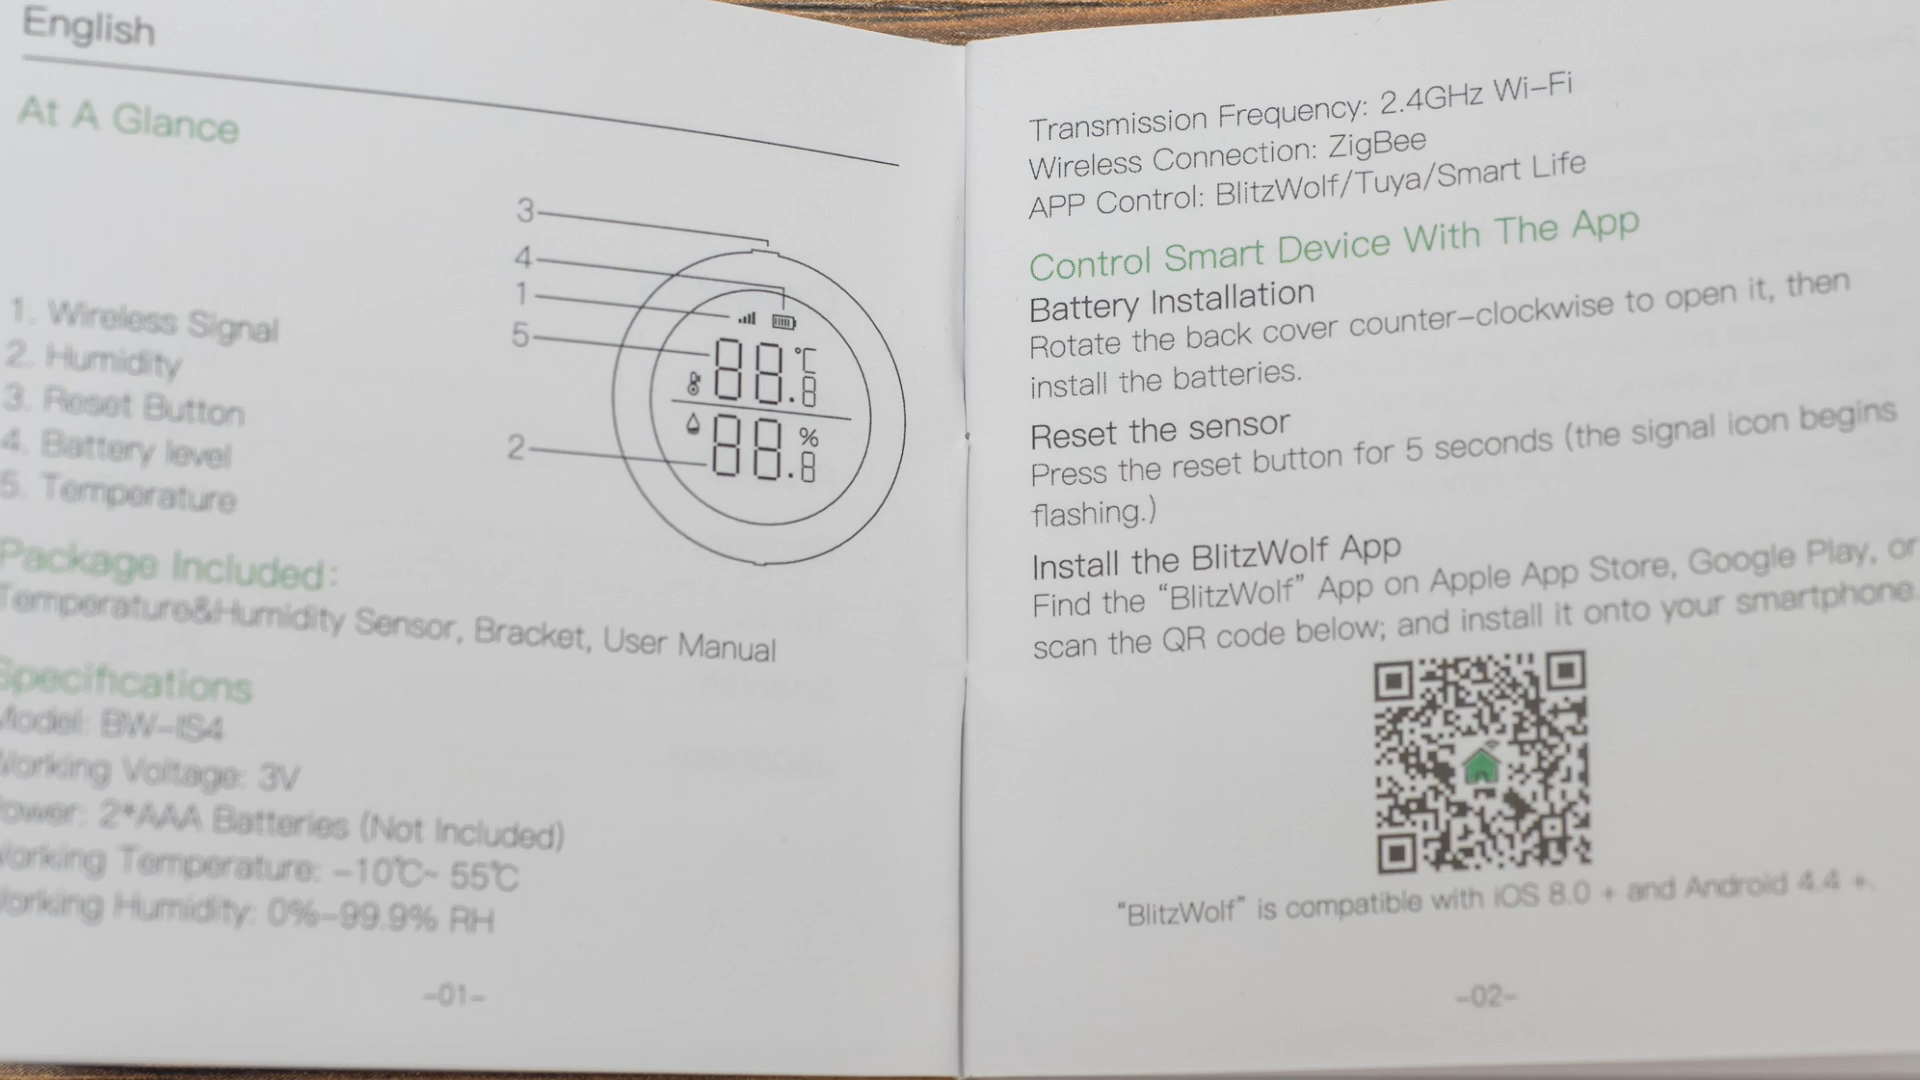 English
At A Glance
3
4
1
5
2
°C
88.8
%
88.8
1. Wireless Signal
2. Humidity
3. Reset Button
4. Battery level
5. Temperature
Package Included:
Temperature&Humidity Sensor, Bracket, User Manual
Specifications
Model: BW-IS4
Working Voltage: 3V
Power: 2*AAA Batteries (Not Included)
Working Temperature: -10℃~ 55℃
Working Humidity: 0%-99.9% RH
-01-
Transmission Frequency: 2.4GHz Wi-Fi
Wireless Connection: ZigBee
APP Control: BlitzWolf/Tuya/Smart Life
Control Smart Device With The App
Battery Installation
Rotate the back cover counter-clockwise to open it, then
install the batteries.
Reset the sensor
Press the reset button for 5 seconds (the signal icon begins
flashing.)
Install the BlitzWolf App
Find the “BlitzWolf” App on Apple App Store, Google Play, or
scan the QR code below; and install it onto your smartphone.
“BlitzWolf” is compatible with iOS 8.0 + and Android 4.4 +.
-02-